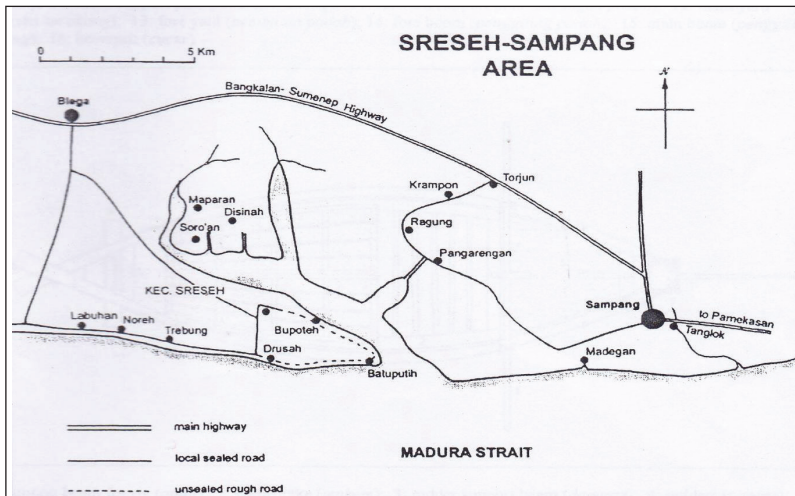 0 5 Km
SRESEH-SAMPANG
AREA
N
Blega
Bangkalan- Sumenep Highway
Torjun
Krampon
Maparan
Disinah
Ragung
Soro'an
Pangarengan
KEC. SRESEH
Sampang
to Pamekasan
Labuhan
Noreh
Bupoteh
Tanglok
Trebung
Drusah
Madegan
Batuputih
main highway
MADURA STRAIT
local sealed road
unsealed rough road